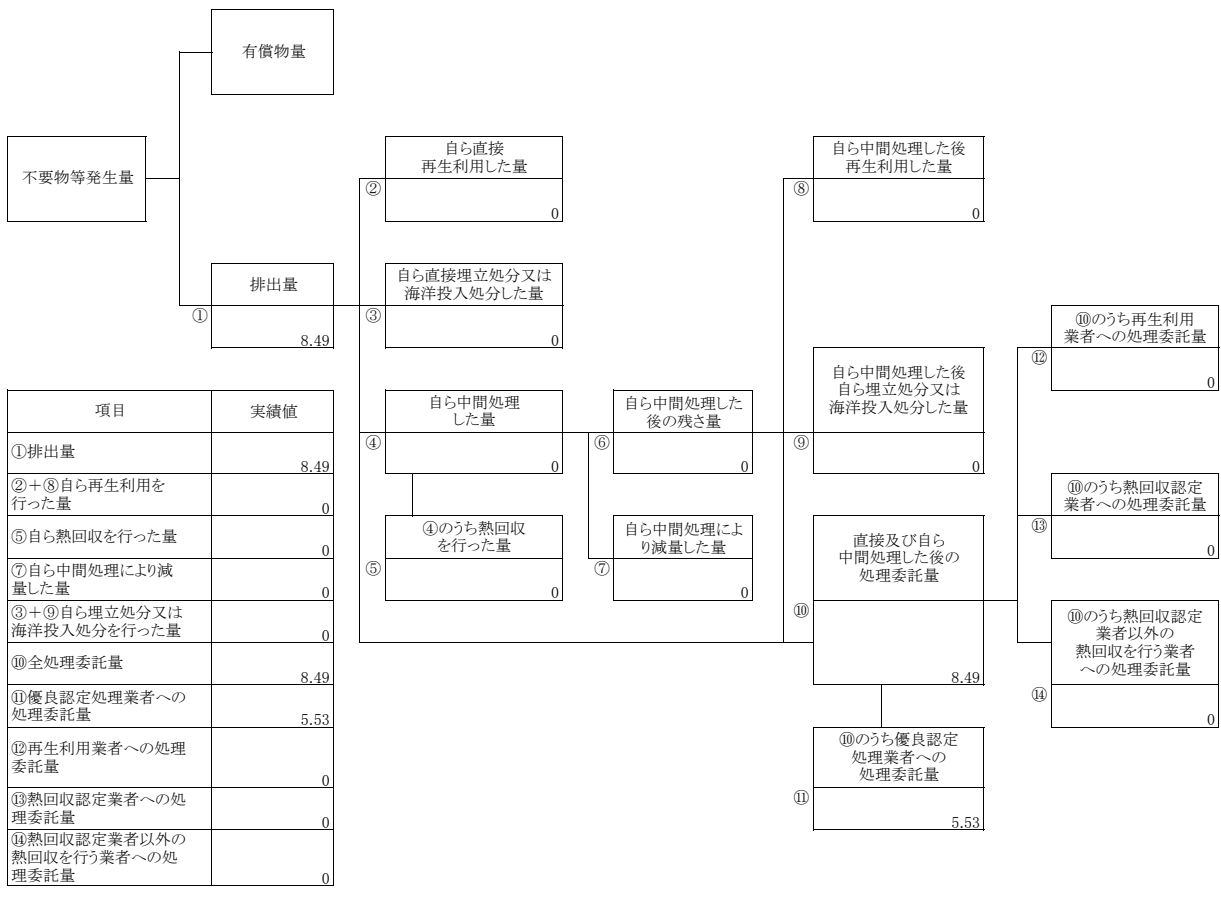 有償物量
不要物等発生量
排出量
①
8.49
自ら直接
再生利用した量
②
0
自ら直接埋立処分又は
海洋投入処分した量
③
0
自ら中間処理
した量
④
0
④のうち熱回収
を行った量
⑤
0
自ら中間処理した
後の残さ量
⑥
0
自ら中間処理によ
り減量した量
⑦
0
自ら中間処理した後
再生利用した量
⑧
0
自ら中間処理した後
自ら埋立処分又は
海洋投入処分した量
⑨
0
直接及び自ら
中間処理した後の
処理委託量
⑩
8.49
⑩のうち優良認定
処理業者への
処理委託量
⑪
5.53
⑩のうち再生利用
業者への処理委託量
⑫
0
⑩のうち熱回収認定
業者への処理委託量
⑬
0
⑩のうち熱回収認定
業者以外の
熱回収を行う業者
への処理委託量
⑭
0
項目 実績値
①排出量
8.49
②+⑧自ら再生利用を
行った量
0
⑤自ら熱回収を行った量
0
⑦自ら中間処理により減
量した量
0
③+⑨自ら埋立処分又は
海洋投入処分を行った量
0
⑩全処理委託量
8.49
⑪優良認定処理業者への
処理委託量
5.53
⑫再生利用業者への処理
委託量
0
⑬熱回収認定業者への処
理委託量
0
⑭熱回収認定業者以外の
熱回収を行う業者への処
理委託量
0